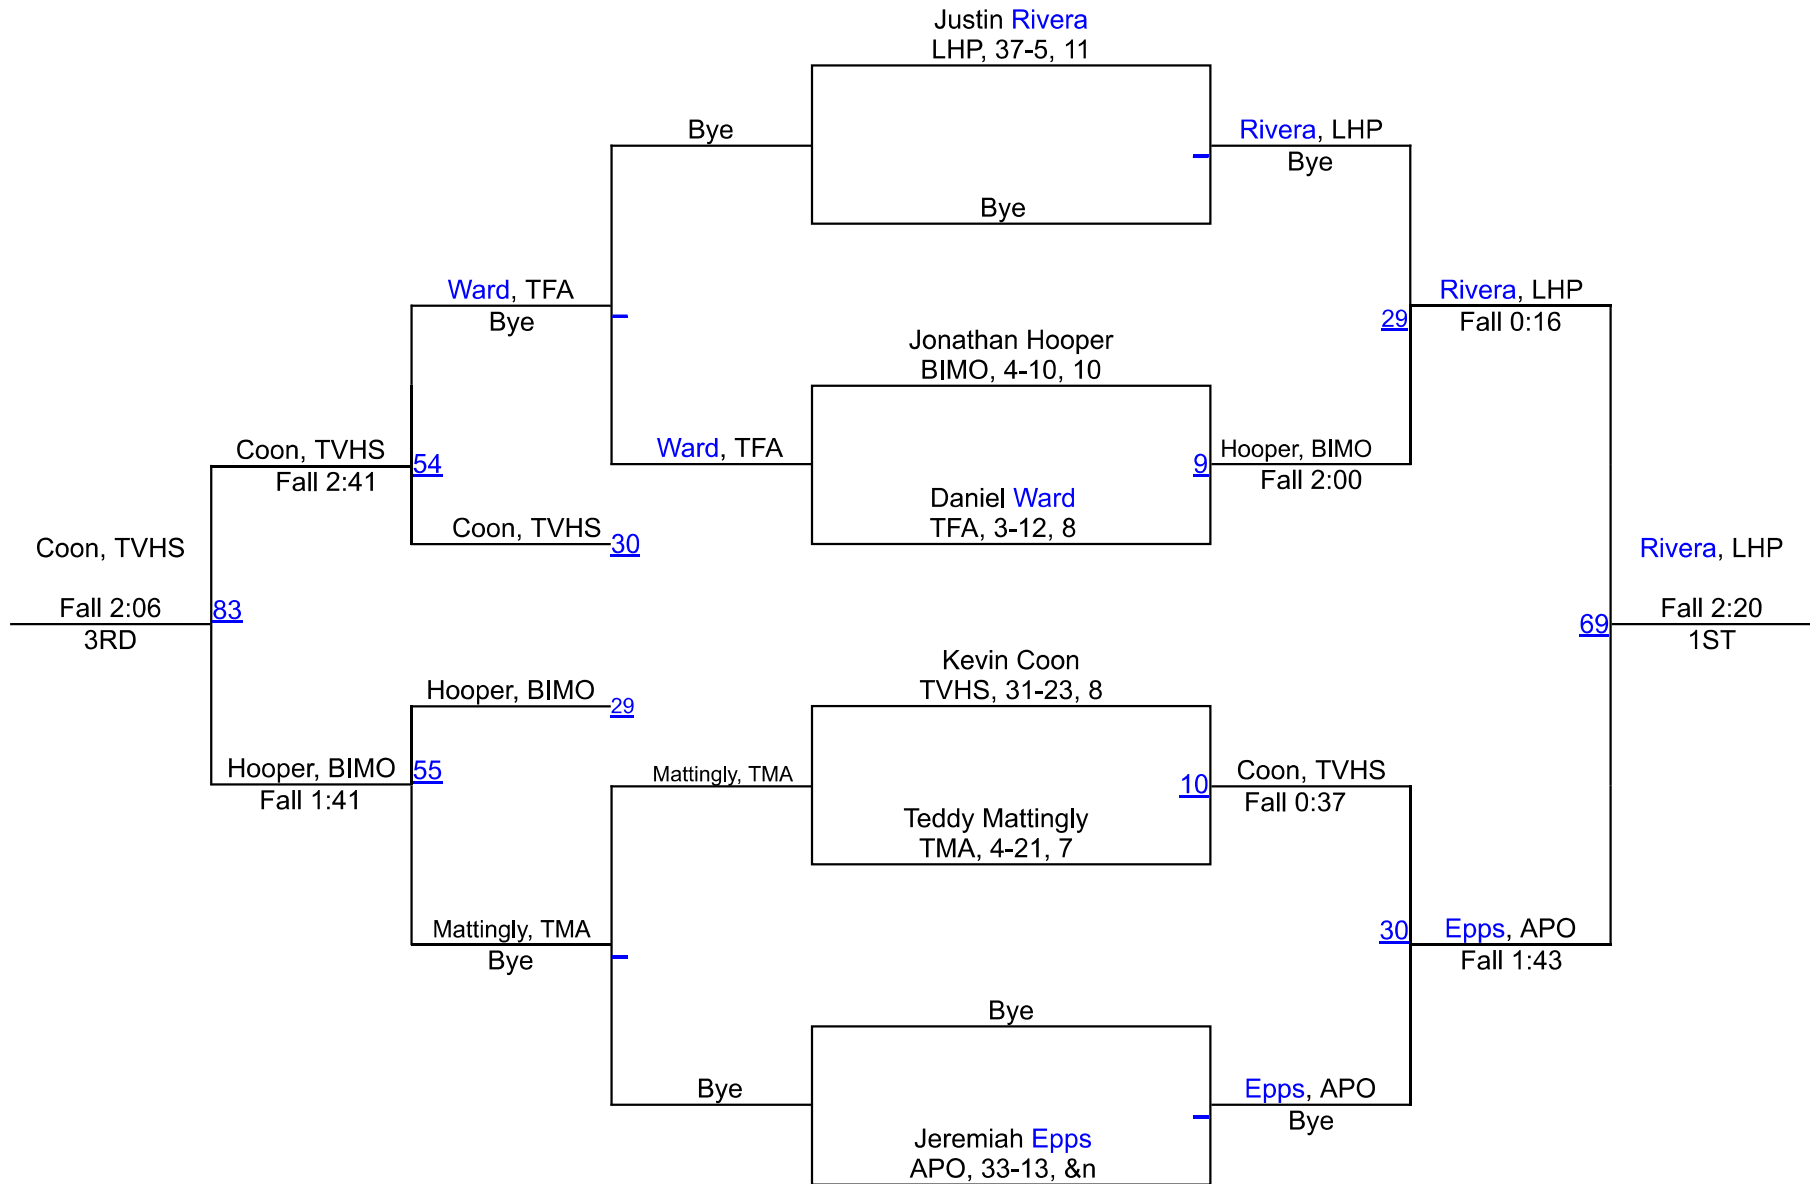 Justin Rivera
LHP, 37-5, 11
Bye
Rivera, LHP
Bye
Bye
Ward, TFA
Bye
Rivera, LHP
29
Fall 0:16
Jonathan Hooper
BIMO, 4-10, 10
Coon, TVHS
54
Fall 2:41
Ward, TFA
9
Hooper, BIMO
Fall 2:00
Daniel Ward
TFA, 3-12, 8
Coon, TVHS
30
Coon, TVHS
Fall 2:06
83
3RD
Rivera, LHP
69
Fall 2:20
1ST
Kevin Coon
TVHS, 31-23, 8
Hooper, BIMO
29
Hooper, BIMO
55
Fall 1:41
Mattingly, TMA
10
Coon, TVHS
Fall 0:37
Teddy Mattingly
TMA, 4-21, 7
Mattingly, TMA
Bye
30
Epps, APO
Fall 1:43
Bye
Bye
Epps, APO
Bye
Jeremiah Epps
APO, 33-13, &n